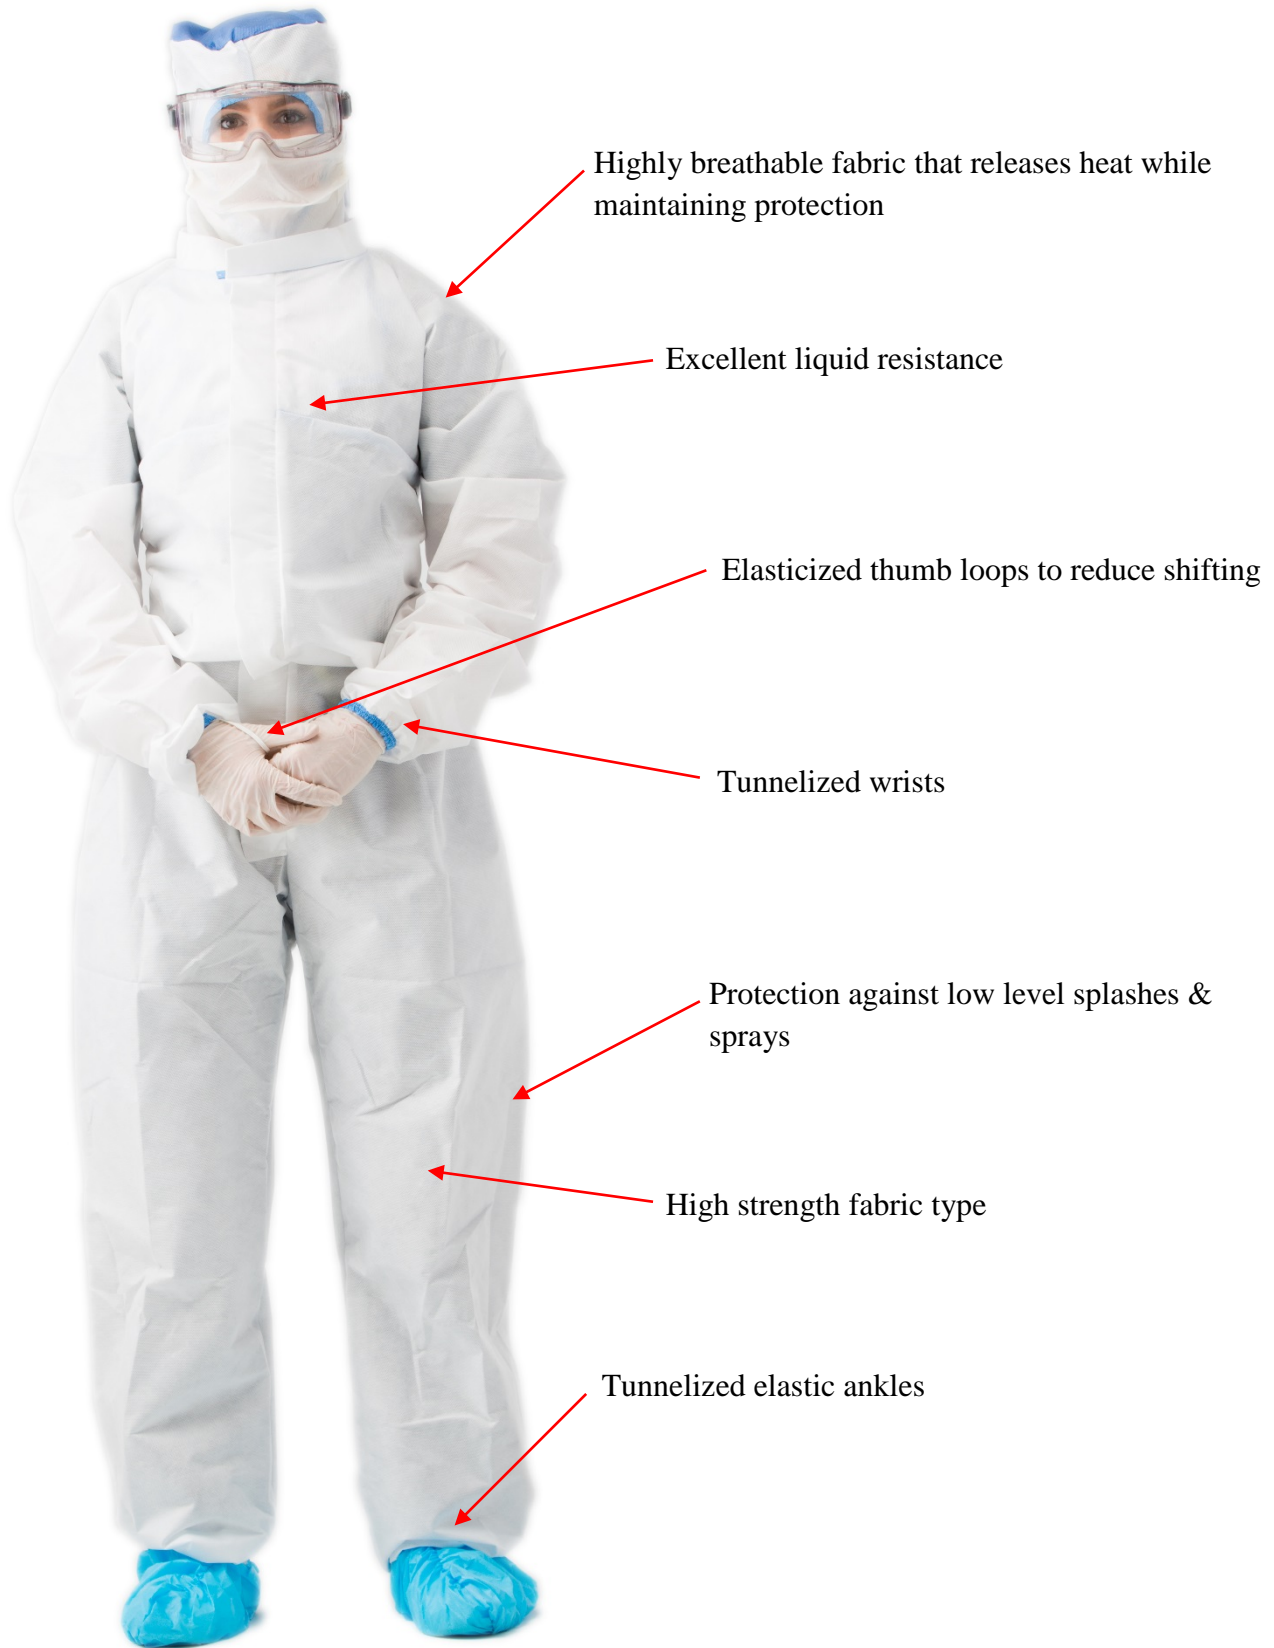 Highly breathable fabric that releases heat while
maintaining protection
Excellent liquid resistance
Elasticized thumb loops to reduce shifting
Tunnelized wrists
Protection against low level splashes &
sprays
High strength fabric type
Tunnelized elastic ankles